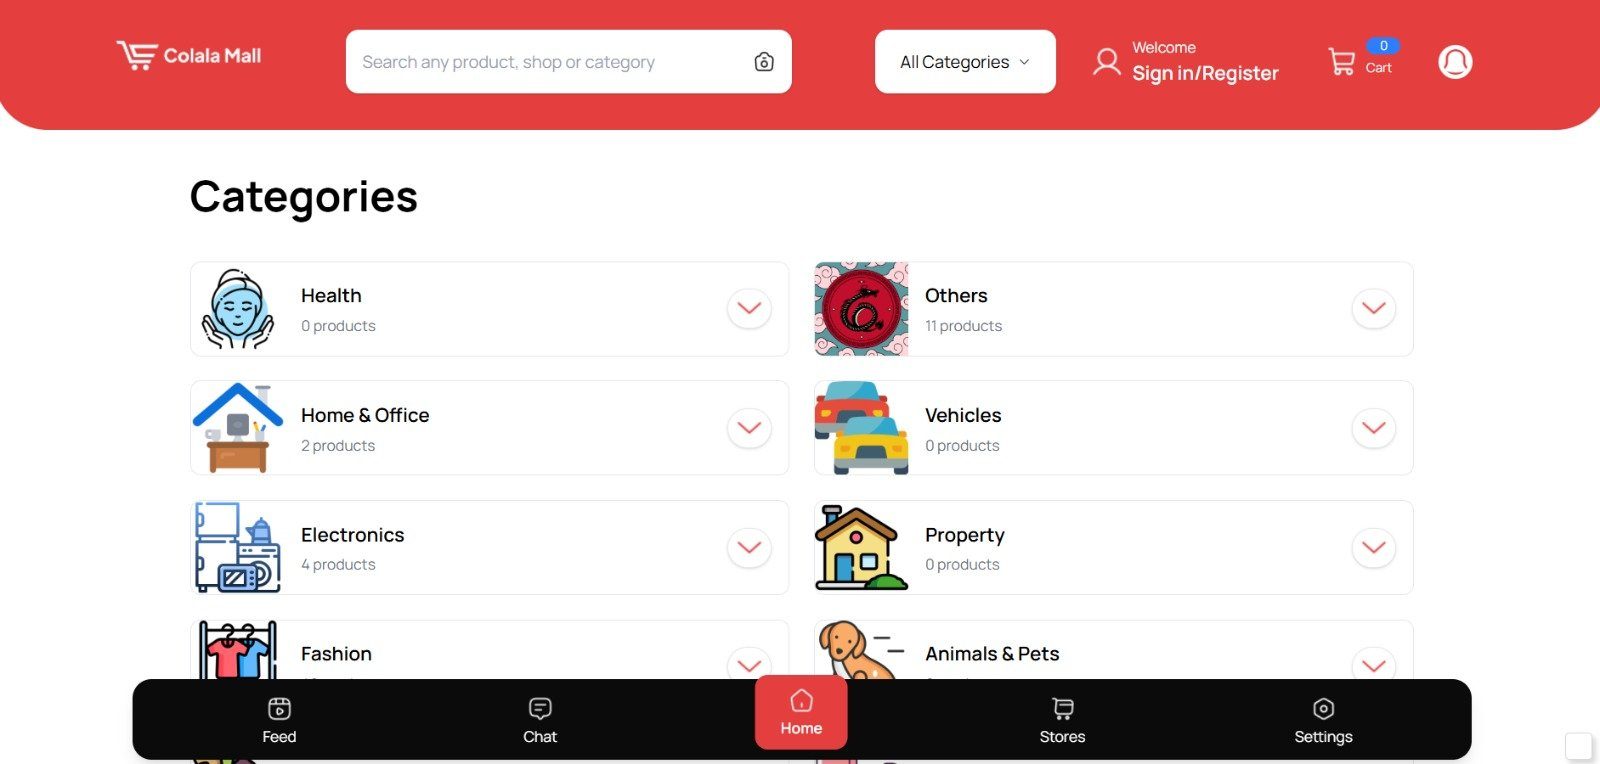 Colala Mall
Search any product, shop or category
All Categories
Welcome
Sign in/Register
0
Cart
Categories
Health
0 products
Others
11 products
Home & Office
2 products
Vehicles
0 products
Electronics
4 products
Property
0 products
Fashion
Animals & Pets
Feed
Chat
Home
Stores
Settings